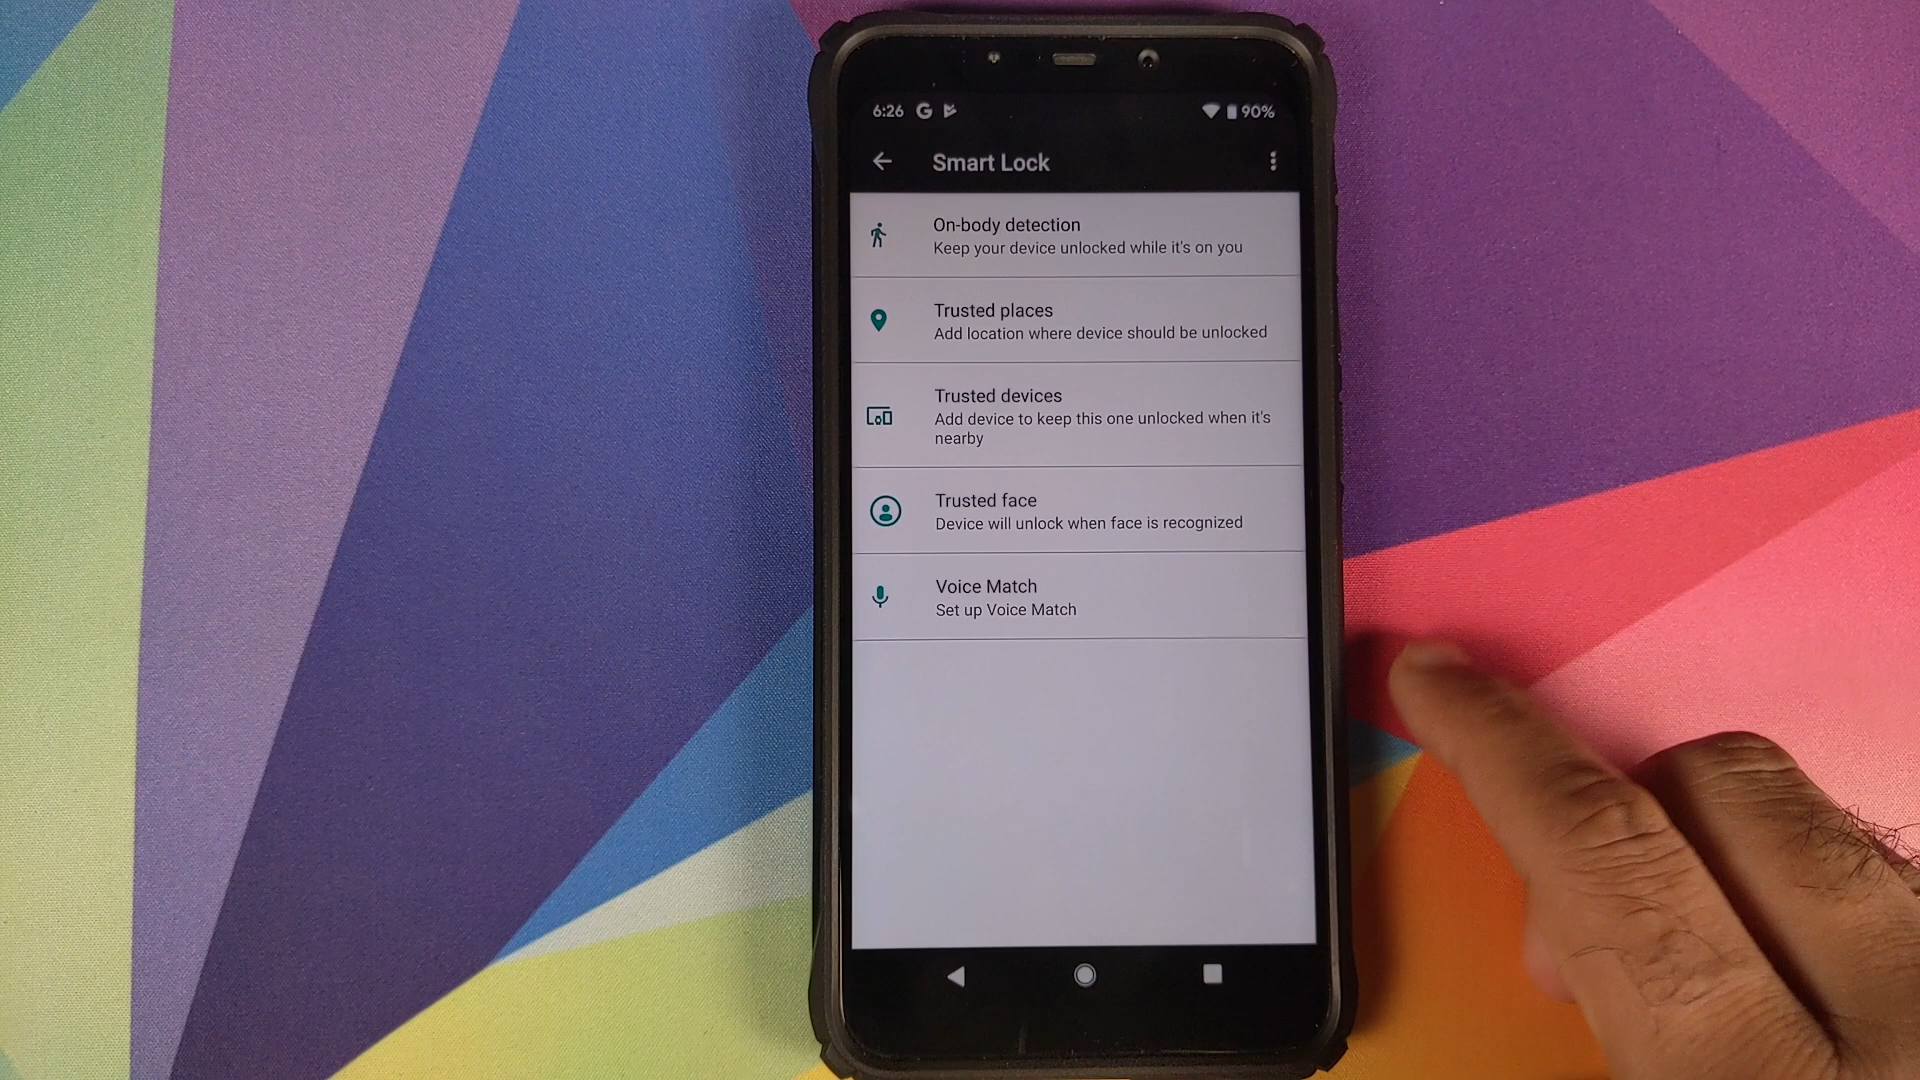 6:26 G 90%
Smart Lock
On-body detection
Keep your device unlocked while it's on you
Trusted places
Add location where device should be unlocked
Trusted devices
Add device to keep this one unlocked when it's
nearby
Trusted face
Device will unlock when face is recognized
Voice Match
Set up Voice Match